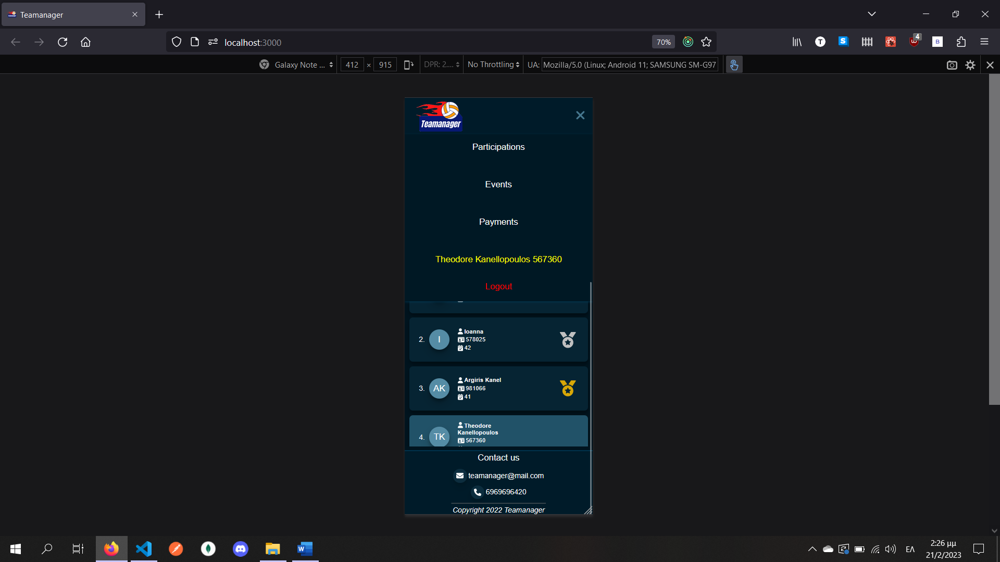 Teamanager
localhost:3000
70%
4
Galaxy Note ...
412 × 915
DPR: 2....
No Throttling
UA: Mozilla/5.0 (Linux; Android 11; SAMSUNG SM-G97
Teamanager
Participations
Events
Payments
Theodore Kanellopoulos 567360
Logout
2.
I
Ioanna
578025
42
3.
AK
Argiris Kanel
981066
41
4.
TK
Theodore
Kanellopoulos
567360
Contact us
teamanager@mail.com
6969696420
Copyright 2022 Teamanager
ΕΛ
2:26 μμ
21/2/2023